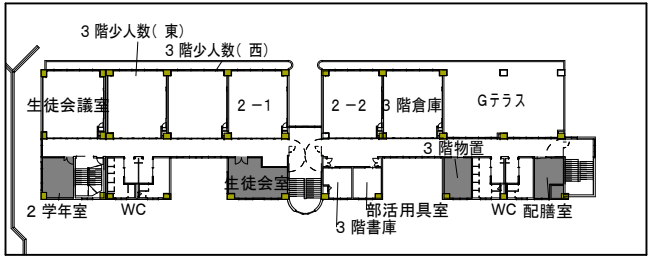 3階少人数(東)
3階少人数(西)
生徒会議室
2-1
2-2
3階倉庫
Gテラス
3階物置
生徒会室
2学年室
WC
部活用具室
3階書庫
WC
配膳室